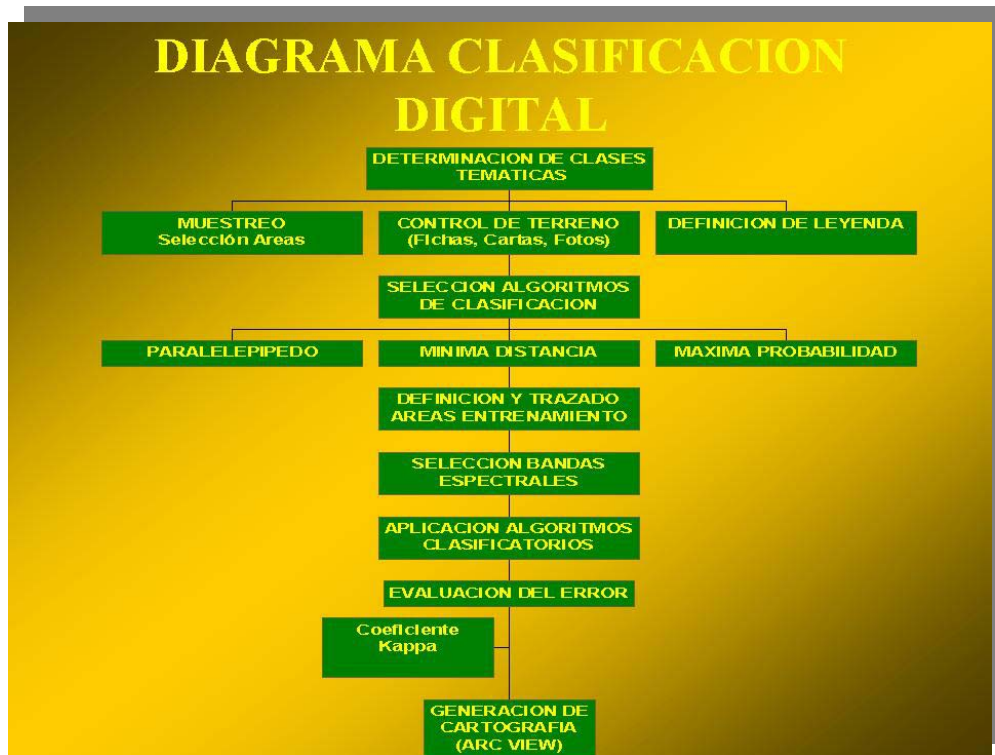 DIAGRAMA CLASIFICACION
DIGITAL
DETERMINACION DE CLASES
TEMATICAS
MUESTREO
Selección Areas
CONTROL DE TERRENO
(Fichas, Cartas, Fotos)
DEFINICION DE LEYENDA
SELECCION ALGORITMOS
DE CLASIFICACION
PARALELEPIPEDO
MINIMA DISTANCIA
MAXIMA PROBABILIDAD
DEFINICION Y TRAZADO
AREAS ENTRENAMIENTO
SELECCION BANDAS
ESPECTRALES
APLICACION ALGORITMOS
CLASIFICATORIOS
EVALUACION DEL ERROR
Coeficiente
Kappa
GENERACION DE
CARTOGRAFIA
(ARC VIEW)